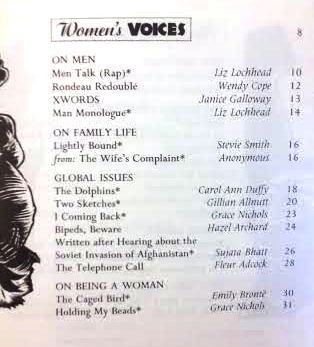 Women's VOICES 8
ON MEN
Men Talk (Rap)* Liz Lochhead 10
Rondeau Redoublé Wendy Cope 12
XWORDS Janice Galloway 13
Man Monologue* Liz Lochhead 14
ON FAMILY LIFE
Lightly Bound* Stevie Smith 16
from: The Wife's Complaint* Anonymous 16
GLOBAL ISSUES
The Dolphins* Carol Ann Duffy 18
Two Sketches* Gillian Allnutt 20
I Coming Back* Grace Nichols 23
Bipeds, Beware Hazel Archard 24
Written after Hearing about the
Soviet Invasion of Afghanistan* Sujata Bhatt 26
The Telephone Call Fleur Adcock 28
ON BEING A WOMAN
The Caged Bird* Emily Brontë 30
Holding My Beads* Grace Nichols 31